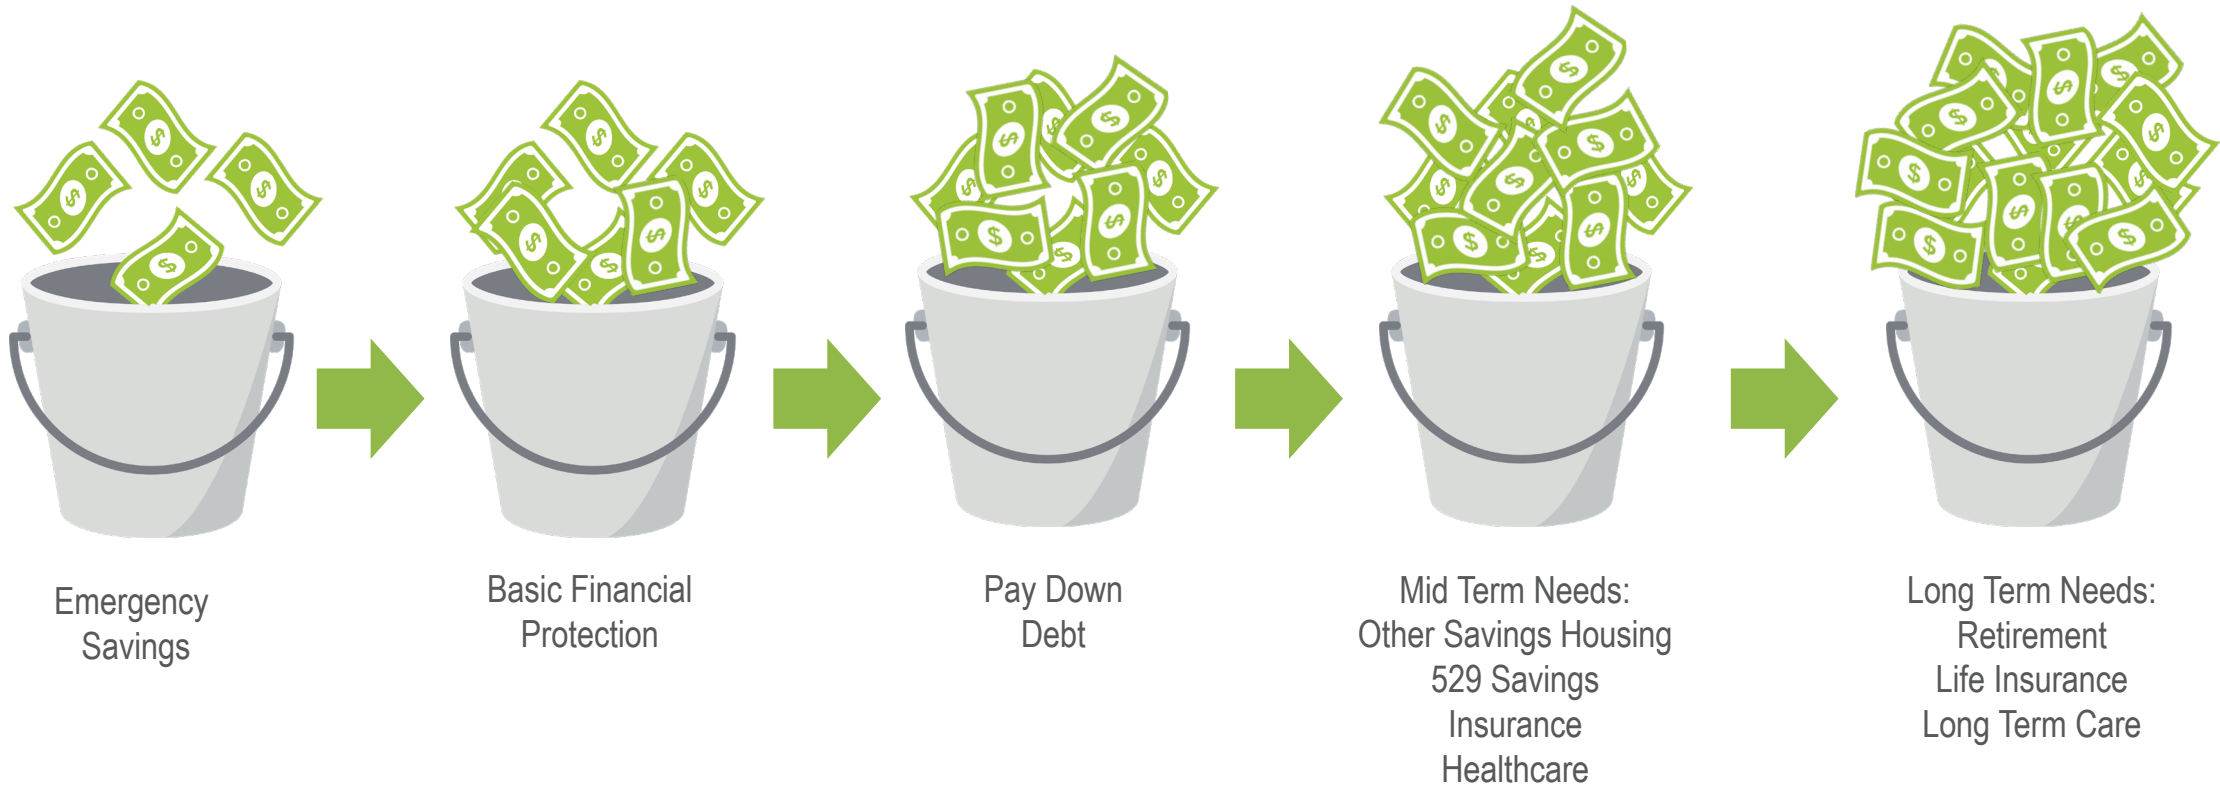 Emergency
Savings
Basic Financial
Protection
Pay Down
Debt
Mid Term Needs:
Other Savings Housing
529 Savings
Insurance
Healthcare
Long Term Needs:
Retirement
Life Insurance
Long Term Care